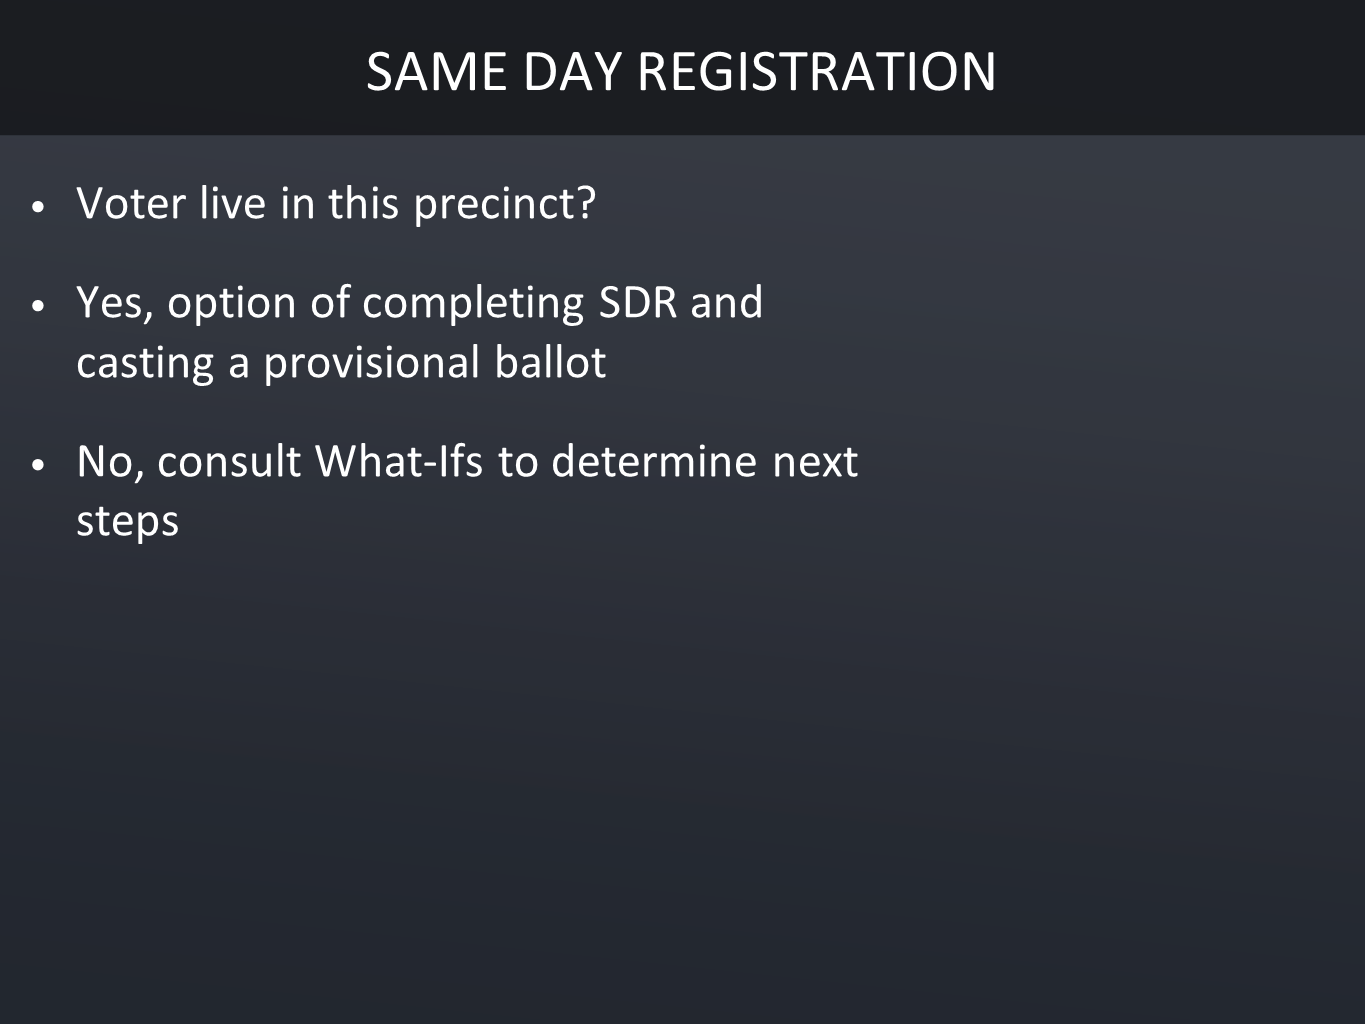 SAME DAY REGISTRATION
• Voter live in this precinct?
• Yes, option of completing SDR and
casting a provisional ballot
• No, consult What-Ifs to determine next
steps